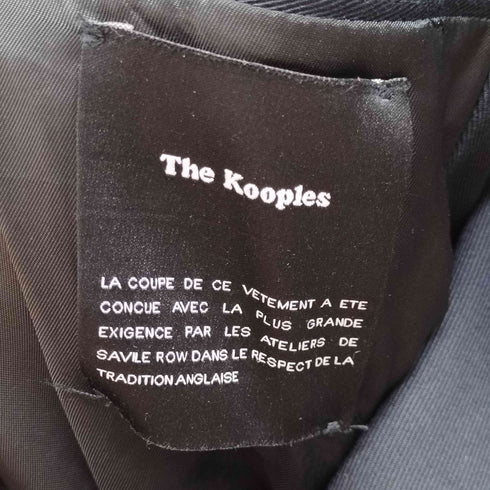 The Kooples
LA COUPE DE CE VETEMENT A ETE
CONCUE AVEC LA PLUS GRANDE
EXIGENCE PAR LES ATELIERS DE
SAVILE ROW DANS LE RESPECT DE LA
TRADITION ANGLAISE